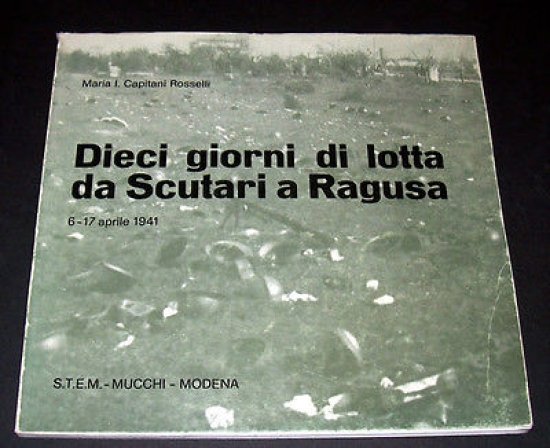 Maria I. Capitani Rosselli
Dieci giorni di lotta
da Scutari a Ragusa
6-17 aprile 1941
S.T.E.M. - MUCCHI - MODENA